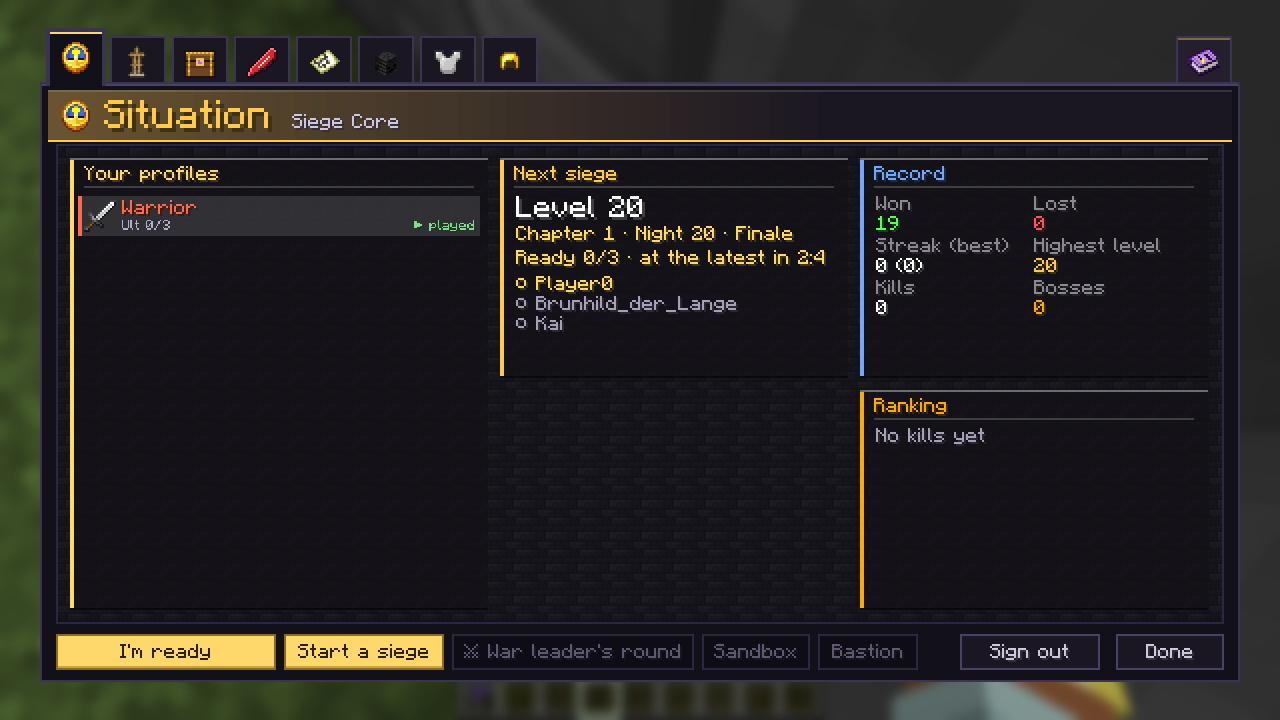 Situation Siege Core
Your profiles
Warrior
Ult 0/3
▶ played
Next siege
Level 20
Chapter 1 · Night 20 · Finale
Ready 0/3 · at the latest in 2:4
Player0
Brunhild_der_Lange
Kai
Record
Won Lost
19 0
Streak (best) Highest level
0 (0) 20
Kills Bosses
0 0
Ranking
No kills yet
I'm ready Start a siege ⚔ War leader's round Sandbox Bastion Sign out Done